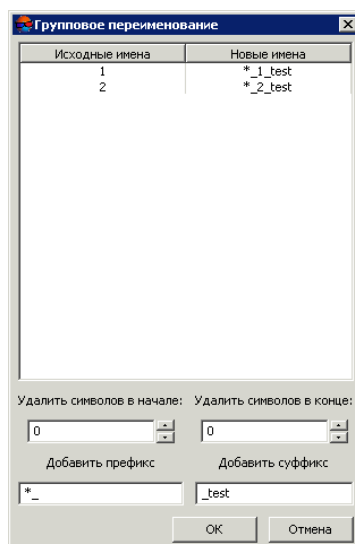 Групповое переименование
Исходные имена Новые имена
1 *_1_test
2 *_2_test
Удалить символов в начале: Удалить символов в конце:
0 0
Добавить префикс Добавить суффикс
*_ _test
OK Отмена